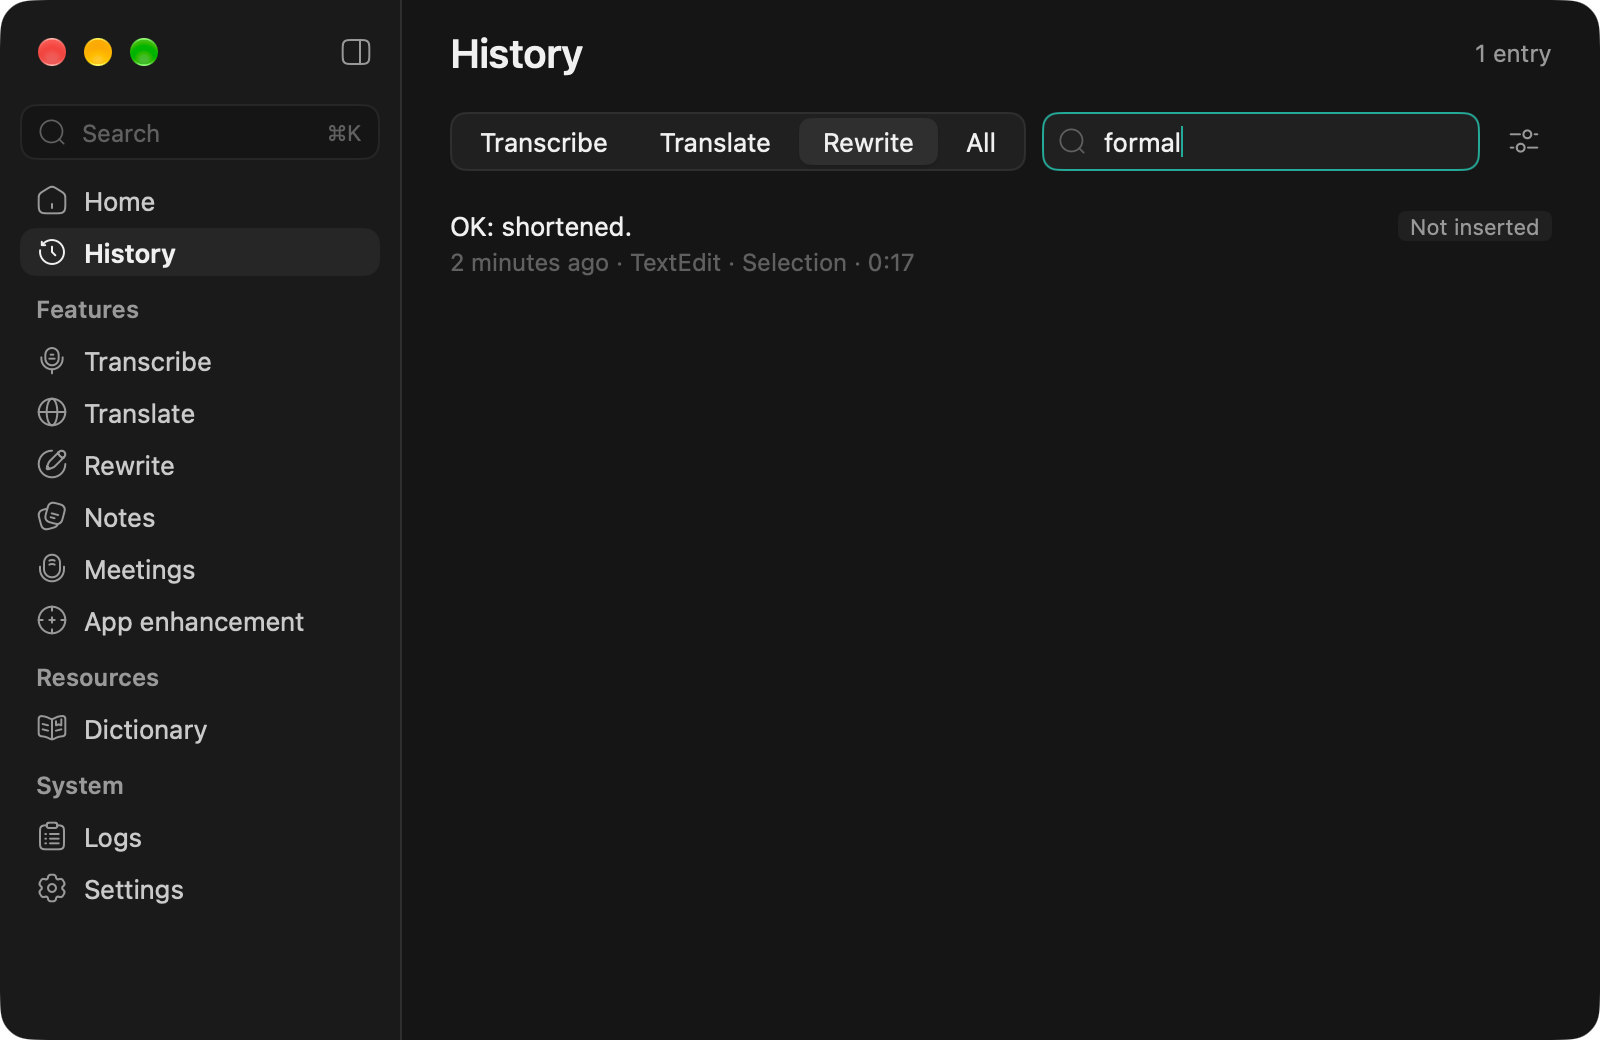 Search ⌘K
Home
History
Features
Transcribe
Translate
Rewrite
Notes
Meetings
App enhancement
Resources
Dictionary
System
Logs
Settings
History
1 entry
Transcribe Translate Rewrite All
formal
OK: shortened.
Not inserted
2 minutes ago · TextEdit · Selection · 0:17